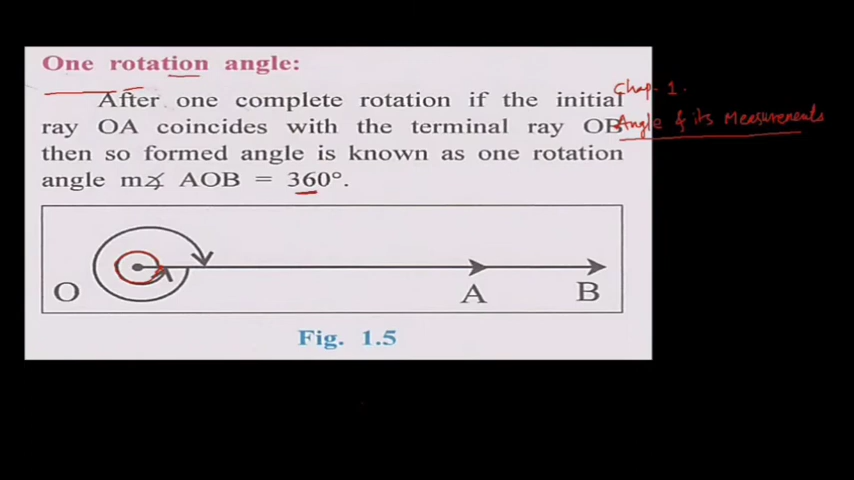 One rotation angle:
After one complete rotation if the initial
ray OA coincides with the terminal ray OB
then so formed angle is known as one rotation
angle m∡ AOB = 360°.
Chap 1.
Angle & its Measurements
O
A
B
Fig. 1.5